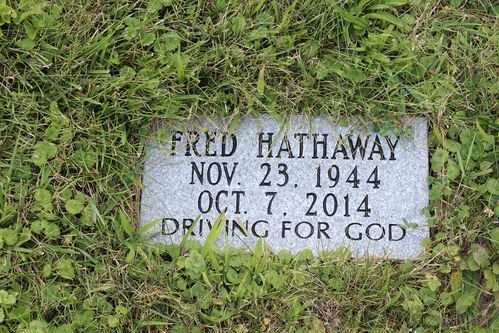 FRED HATHAWAY
NOV. 23, 1944
OCT. 7, 2014
DRIVING FOR GOD